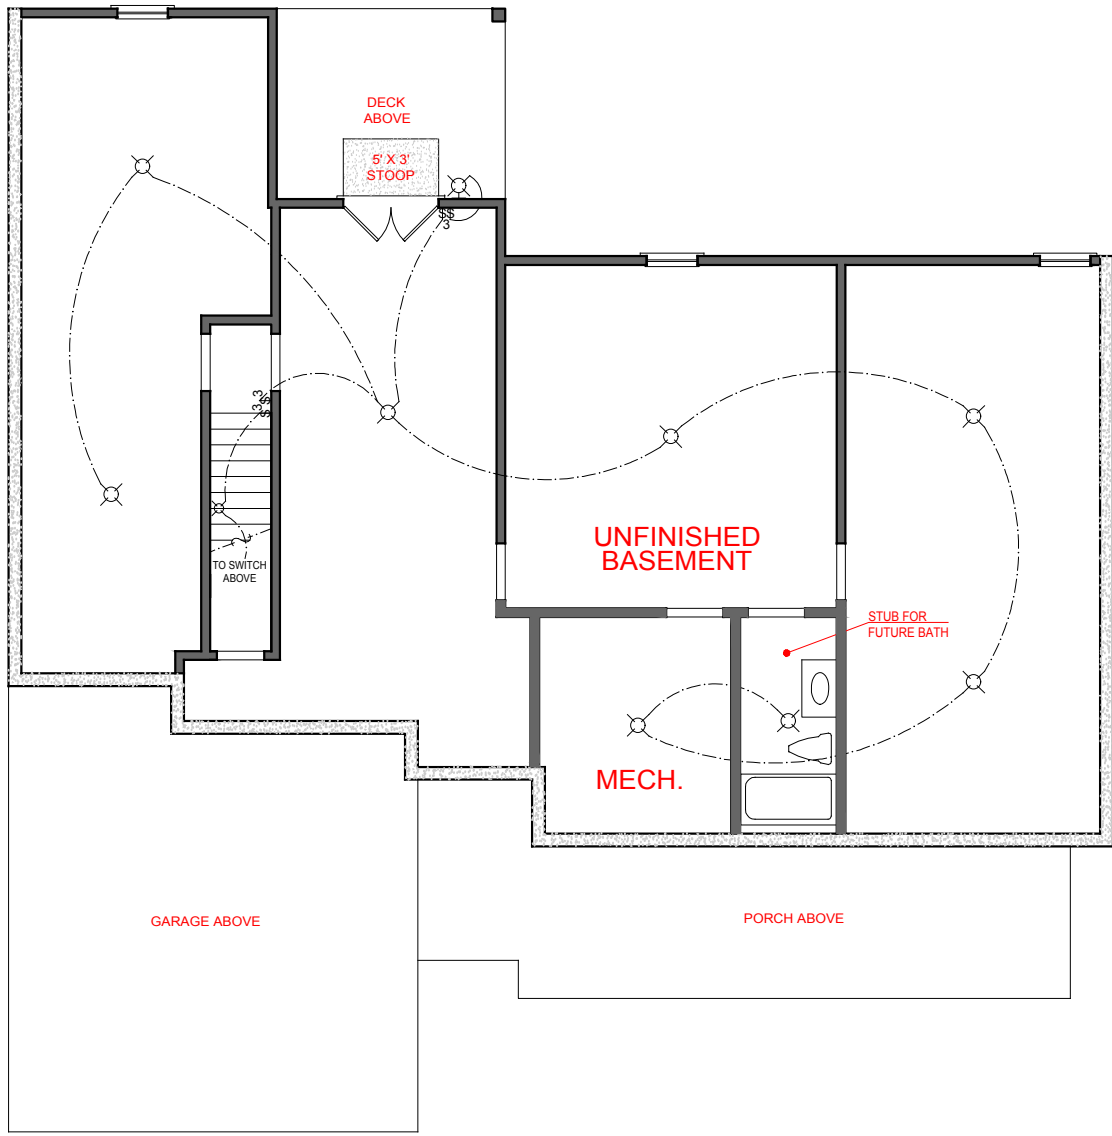 DECK
ABOVE
5' X 3'
STOOP
$$
3
3
$
3
$
UNFINISHED
BASEMENT
TO SWITCH
ABOVE
STUB FOR
FUTURE BATH
MECH.
GARAGE ABOVE
PORCH ABOVE